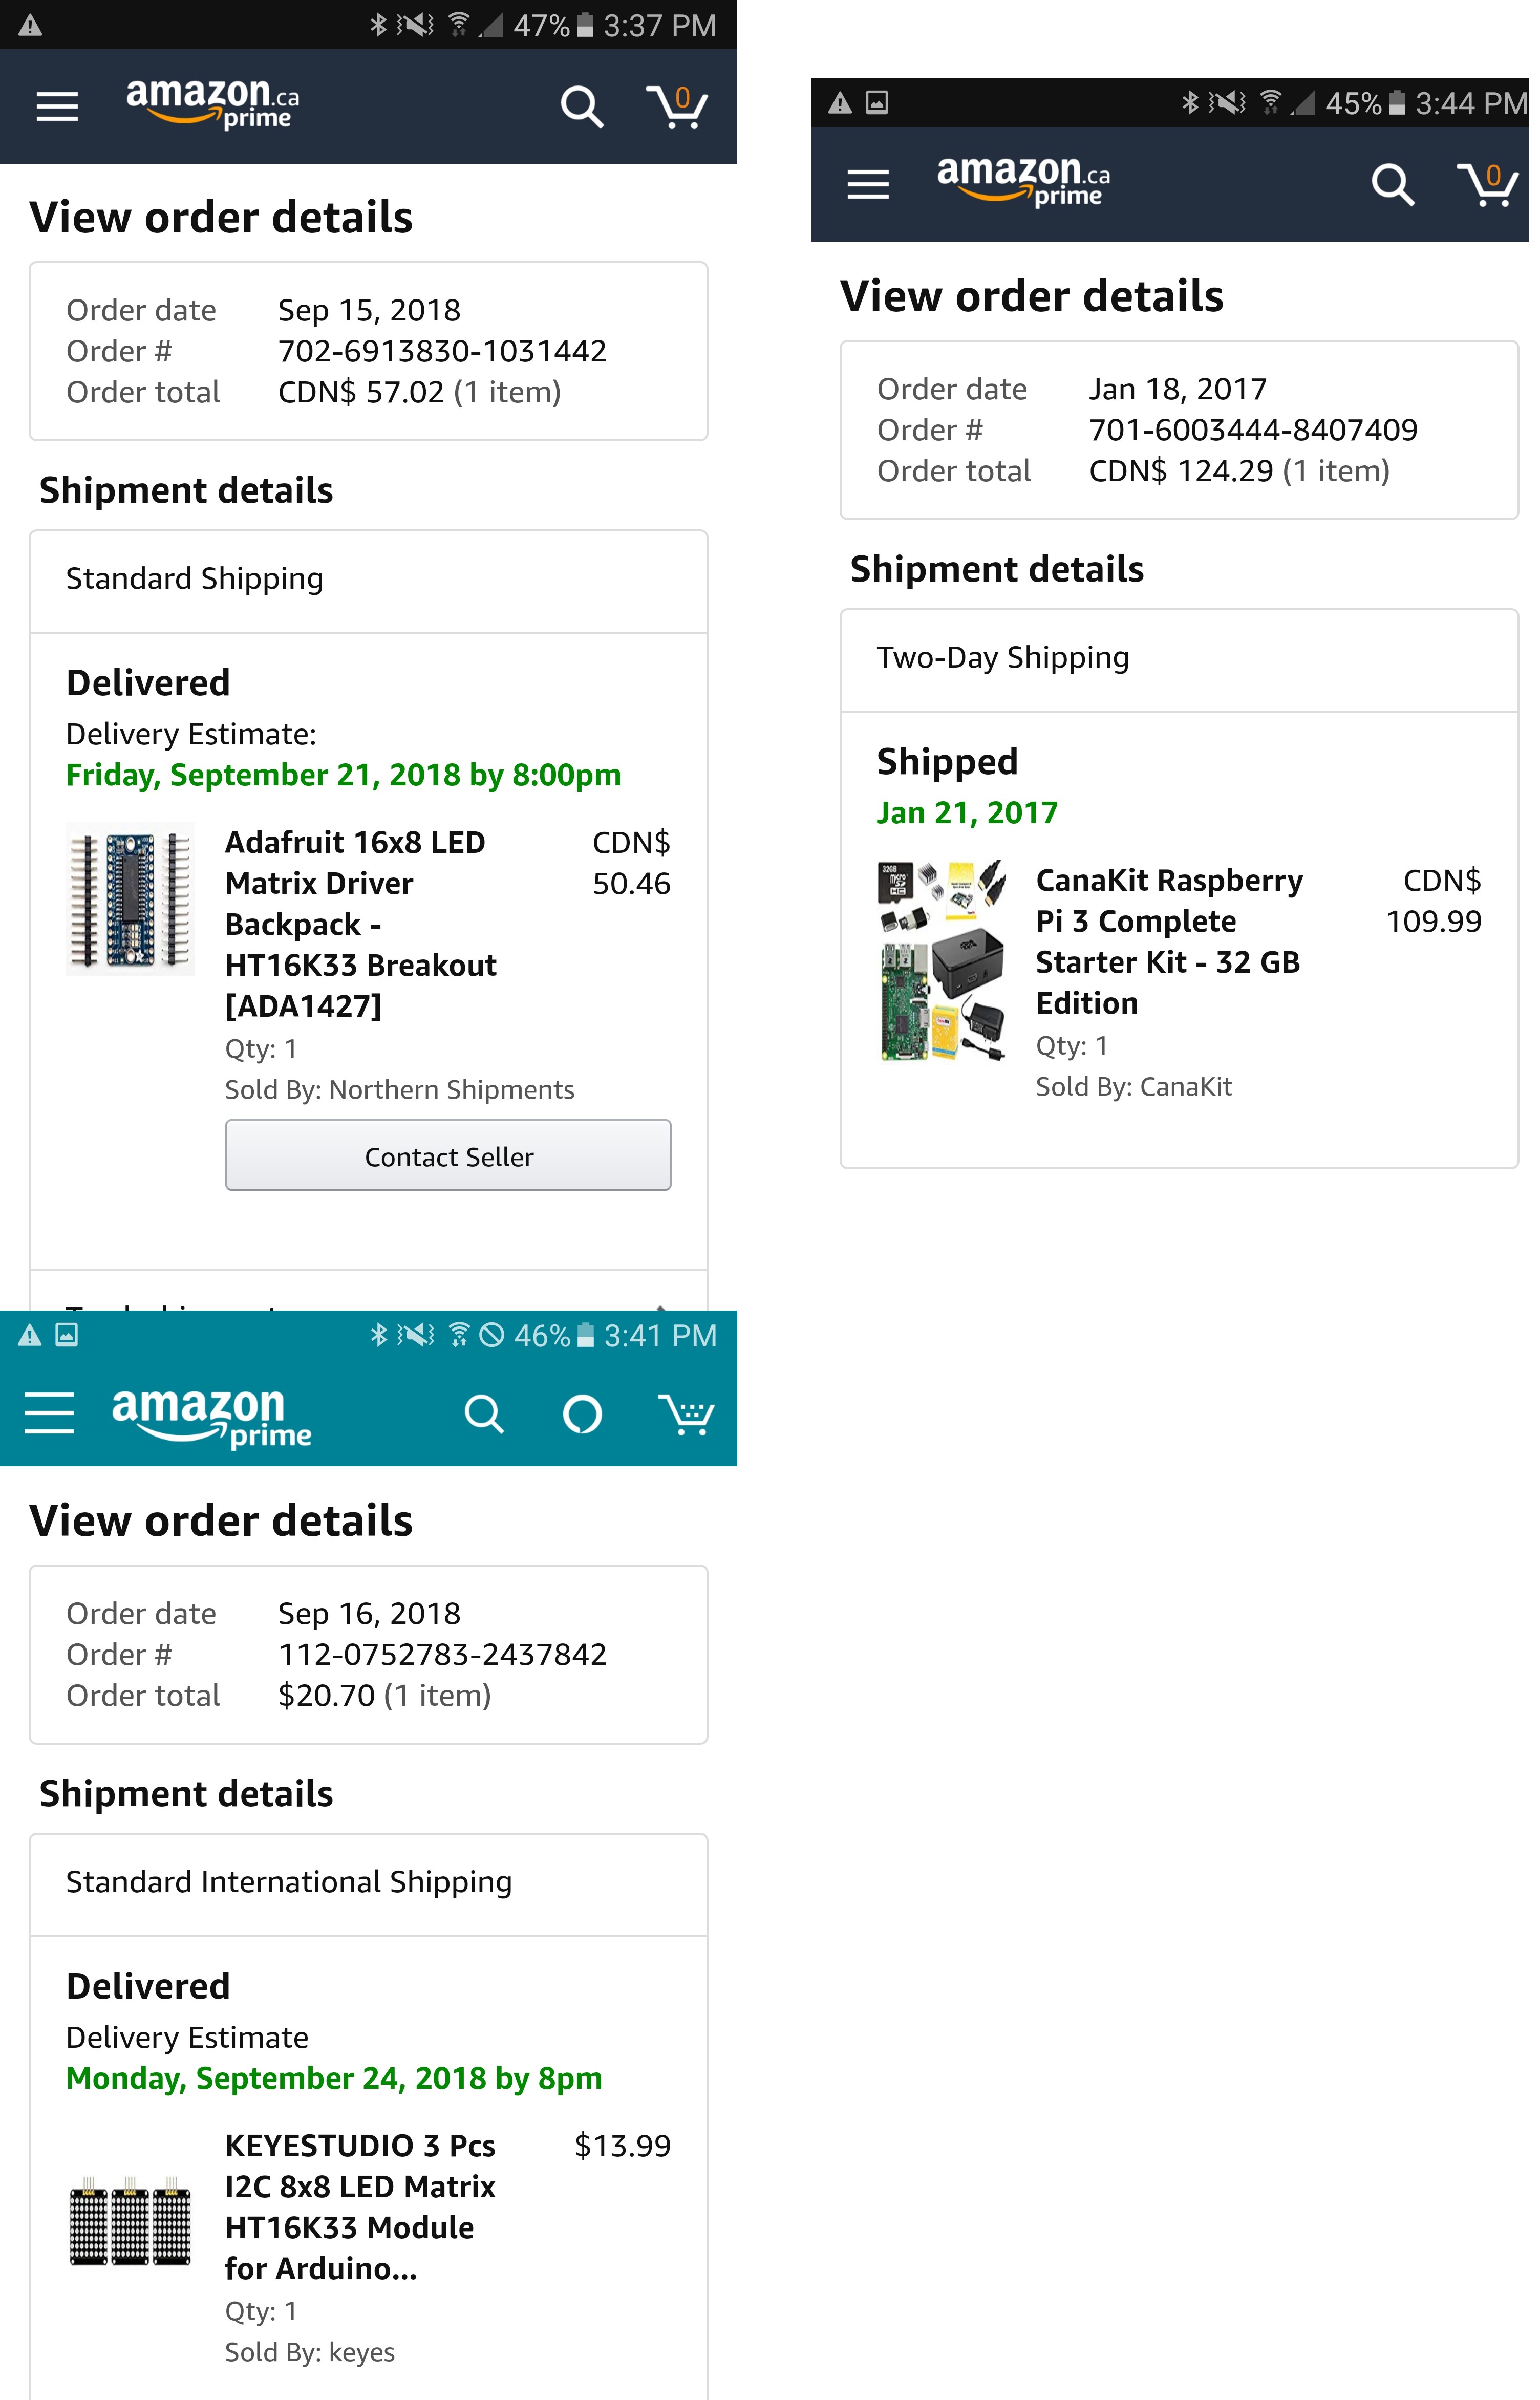 47% 3:37 PM
amazon.ca
prime
0
View order details
Order date Sep 15, 2018
Order # 702-6913830-1031442
Order total CDN$ 57.02 (1 item)
Shipment details
Standard Shipping
Delivered
Delivery Estimate:
Friday, September 21, 2018 by 8:00pm
Adafruit 16x8 LED CDN$
Matrix Driver 50.46
Backpack -
HT16K33 Breakout
[ADA1427]
Qty: 1
Sold By: Northern Shipments
Contact Seller
46% 3:41 PM
amazon
prime
View order details
Order date Sep 16, 2018
Order # 112-0752783-2437842
Order total $20.70 (1 item)
Shipment details
Standard International Shipping
Delivered
Delivery Estimate
Monday, September 24, 2018 by 8pm
KEYESTUDIO 3 Pcs $13.99
I2C 8x8 LED Matrix
HT16K33 Module
for Arduino...
Qty: 1
Sold By: keyes
45% 3:44 PM
amazon.ca
prime
0
View order details
Order date Jan 18, 2017
Order # 701-6003444-8407409
Order total CDN$ 124.29 (1 item)
Shipment details
Two-Day Shipping
Shipped
Jan 21, 2017
32GB
micro
CanaKit Raspberry CDN$
Pi 3 Complete 109.99
Starter Kit - 32 GB
Edition
Qty: 1
Sold By: CanaKit